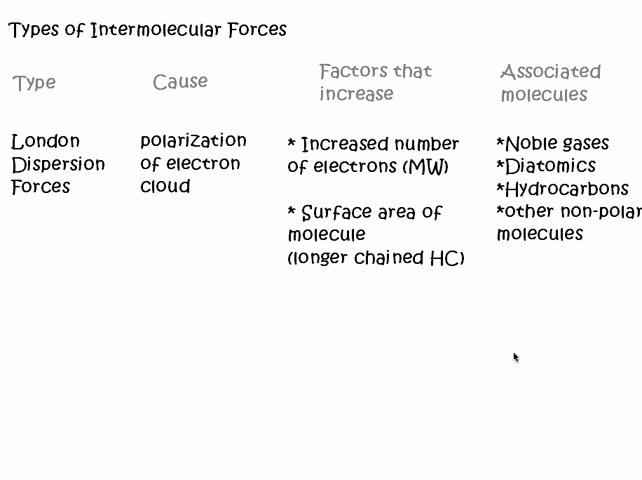 Types of Intermolecular Forces
Type
Cause
Factors that
increase
Associated
molecules
London
Dispersion
Forces
polarization
of electron
cloud
* Increased number
of electrons (MW)
* Surface area of
molecule
(longer chained HC)
*Noble gases
*Diatomics
*Hydrocarbons
*other non-polar
molecules